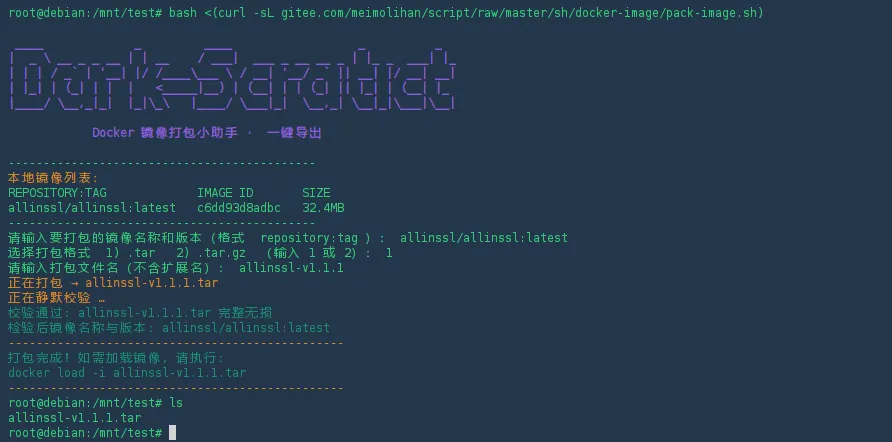 root@debian:/mnt/test# bash <(curl -sL gitee.com/meimolihan/script/raw/master/sh/docker-image/pack-image.sh)
Docker 镜像打包小助手 · 一键导出
-------------------------------------------
本地镜像列表:
REPOSITORY:TAG IMAGE ID SIZE
allinssl/allinssl:latest c6dd93d8adbc 32.4MB
-------------------------------------------
请输入要打包的镜像名称和版本 (格式 repository:tag ) : allinssl/allinssl:latest
选择打包格式 1) .tar 2) .tar.gz (输入 1 或 2) : 1
请输入打包文件名 (不含扩展名) : allinssl-v1.1.1
正在打包 → allinssl-v1.1.1.tar
正在静默校验 …
校验通过: allinssl-v1.1.1.tar 完整无损
检验后镜像名称与版本: allinssl/allinssl:latest
-----------------------------------------------
打包完成! 如需加载镜像, 请执行:
docker load -i allinssl-v1.1.1.tar
-----------------------------------------------
root@debian:/mnt/test# ls
allinssl-v1.1.1.tar
root@debian:/mnt/test#